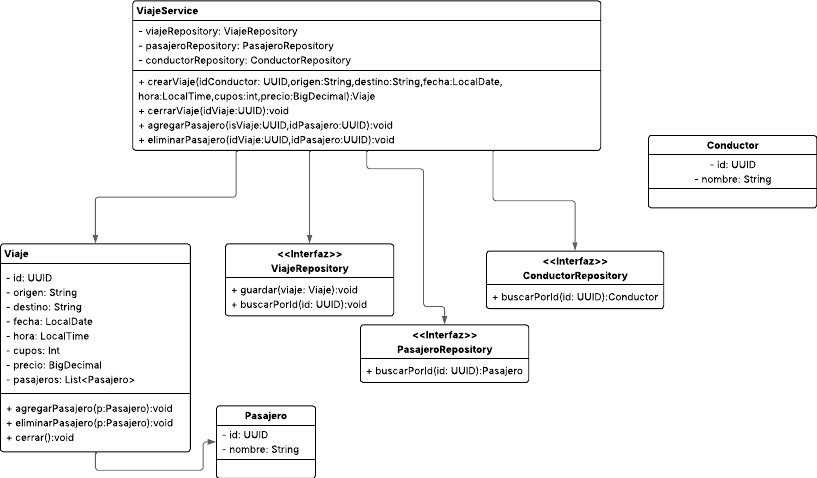 ViajeService
- viajeRepository: ViajeRepository
- pasajeroRepository: PasajeroRepository
- conductorRepository: ConductorRepository
+ crearViaje(idConductor: UUID,origen:String,destino:String,fecha:LocalDate,
hora:LocalTime,cupos:int,precio:BigDecimal):Viaje
+ cerrarViaje(idViaje:UUID):void
+ agregarPasajero(isViaje:UUID,idPasajero:UUID):void
+ eliminarPasajero(idViaje:UUID,idPasajero:UUID):void
Conductor
- id: UUID
- nombre: String
Viaje
- id: UUID
- origen: String
- destino: String
- fecha: LocalDate
- hora: LocalTime
- cupos: Int
- precio: BigDecimal
- pasajeros: List<Pasajero>
+ agregarPasajero(p:Pasajero):void
+ eliminarPasajero(p:Pasajero):void
+ cerrar():void
<<Interfaz>>
ViajeRepository
+ guardar(viaje: Viaje):void
+ buscarPorId(id: UUID):void
<<Interfaz>>
ConductorRepository
+ buscarPorId(id: UUID):Conductor
<<Interfaz>>
PasajeroRepository
+ buscarPorId(id: UUID):Pasajero
Pasajero
- id: UUID
- nombre: String